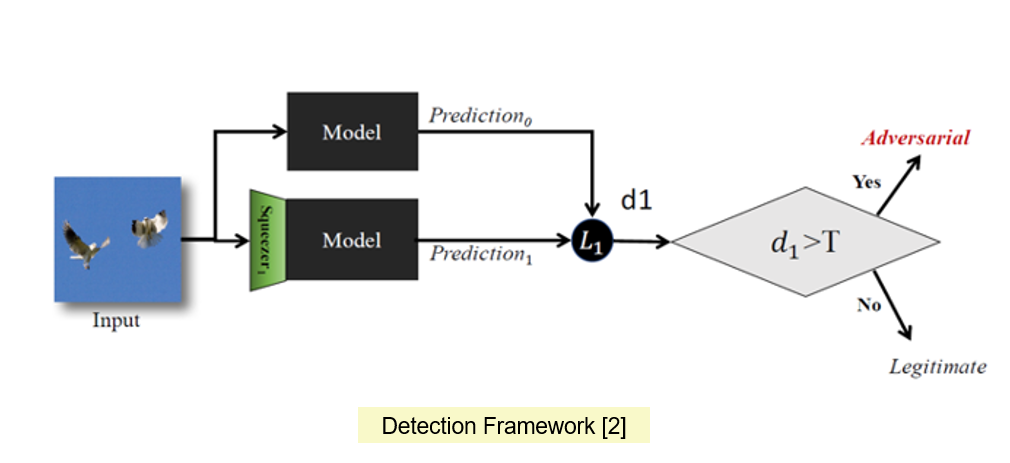 Model
Prediction₀
Adversarial
Yes
d1
Squeezer₁
Model
L₁
d₁>T
Prediction₁
No
Input
Legitimate
Detection Framework [2]